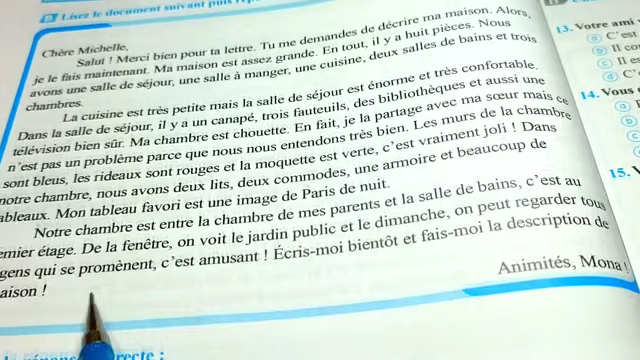 B Lisez le document suivant puis
Chère Michelle,
Salut ! Merci bien pour ta lettre. Tu me demandes de décrire ma maison. Alors,
je le fais maintenant. Ma maison est assez grande. En tout, il y a huit pièces. Nous
avons une salle de séjour, une salle à manger, une cuisine, deux salles de bains et trois
chambres.
La cuisine est très petite mais la salle de séjour est énorme et très confortable.
Dans la salle de séjour, il y a un canapé, trois fauteuils, des bibliothèques et aussi une
télévision bien sûr. Ma chambre est chouette. En fait, je la partage avec ma sœur mais ce
n'est pas un problème parce que nous nous entendons très bien. Les murs de la chambre
sont bleus, les rideaux sont rouges et la moquette est verte, c'est vraiment joli ! Dans
notre chambre, nous avons deux lits, deux commodes, une armoire et beaucoup de
ableaux. Mon tableau favori est une image de Paris de nuit.
Notre chambre est entre la chambre de mes parents et la salle de bains, c'est au
emier étage. De la fenêtre, on voit le jardin public et le dimanche, on peut regarder tous
gens qui se promènent, c'est amusant ! Écris-moi bientôt et fais-moi la description de
aison !
Animités, Mona !
recte :
13. Votre ami
a C'est
b Il co
c Il es
d C'
14. Vous
a
b
c
15.